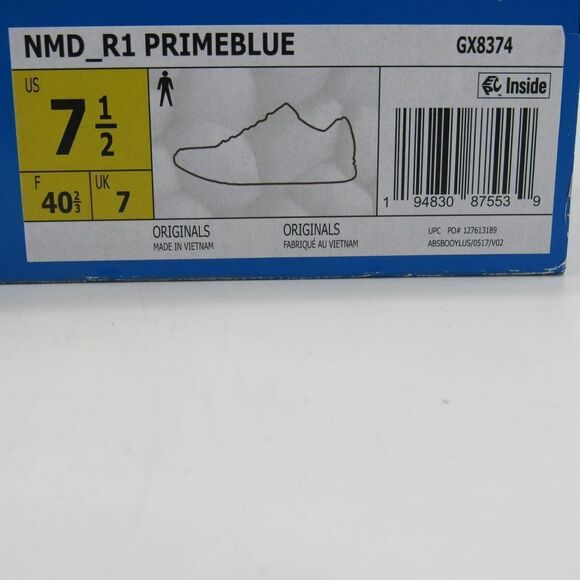 NMD_R1 PRIMEBLUE
GX8374
US
7 1/2
F
40 2/3
UK
7
Inside
1 94830 87553 9
ORIGINALS
MADE IN VIETNAM
ORIGINALS
FABRIQUÉ AU VIETNAM
UPC PO# 127613189
ABSBODYLUS/0517/V02